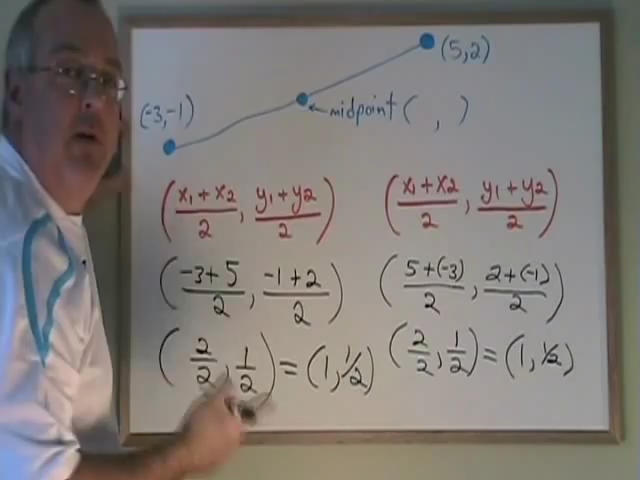 (5,2)
(-3,-1)
midpoint ( , )
(x₁+x₂/2, y₁+y₂/2) (x₁+x₂/2, y₁+y₂/2)
(-3+5/2, -1+2/2) (5+(-3)/2, 2+(-1)/2)
(2/2, 1/2) = (1, 1/2) (2/2, 1/2) = (1, 1/2)